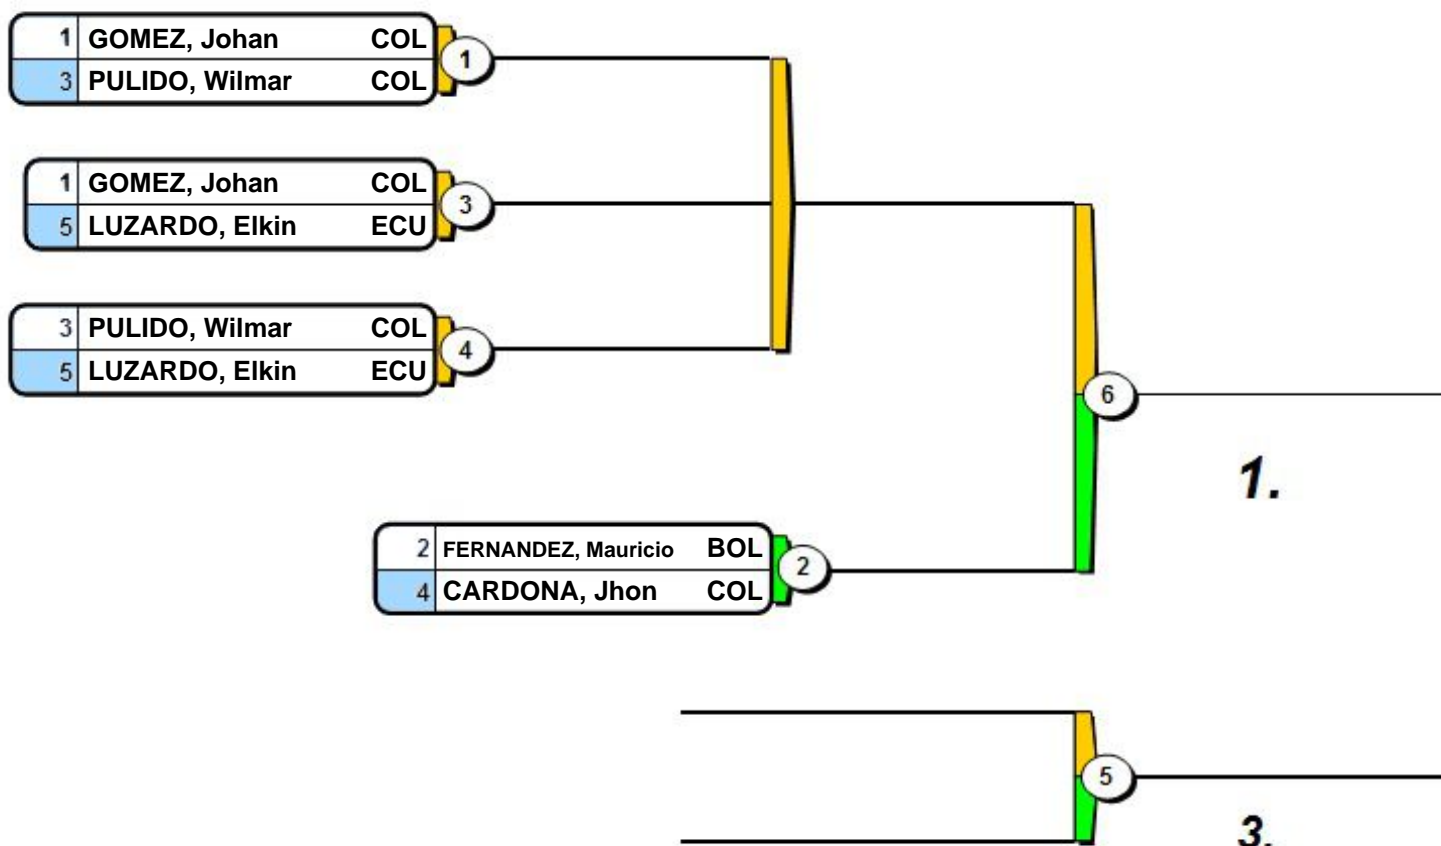 1 GOMEZ, Johan COL
3 PULIDO, Wilmar COL
1
1 GOMEZ, Johan COL
5 LUZARDO, Elkin ECU
3
3 PULIDO, Wilmar COL
5 LUZARDO, Elkin ECU
4
6
1.
2 FERNANDEZ, Mauricio BOL
4 CARDONA, Jhon COL
2
5
3.